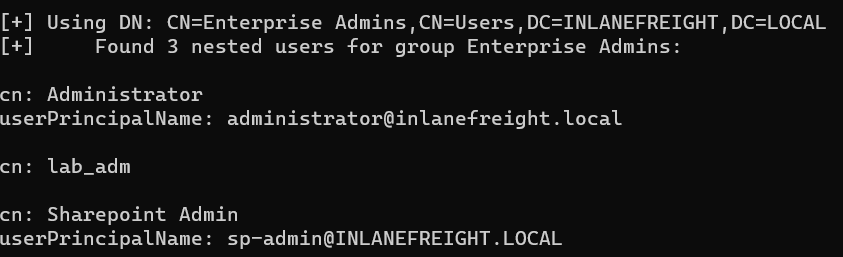 [+] Using DN: CN=Enterprise Admins,CN=Users,DC=INLANEFREIGHT,DC=LOCAL
[+]     Found 3 nested users for group Enterprise Admins:
cn: Administrator
userPrincipalName: administrator@inlanefreight.local
cn: lab_adm
cn: Sharepoint Admin
userPrincipalName: sp-admin@INLANEFREIGHT.LOCAL